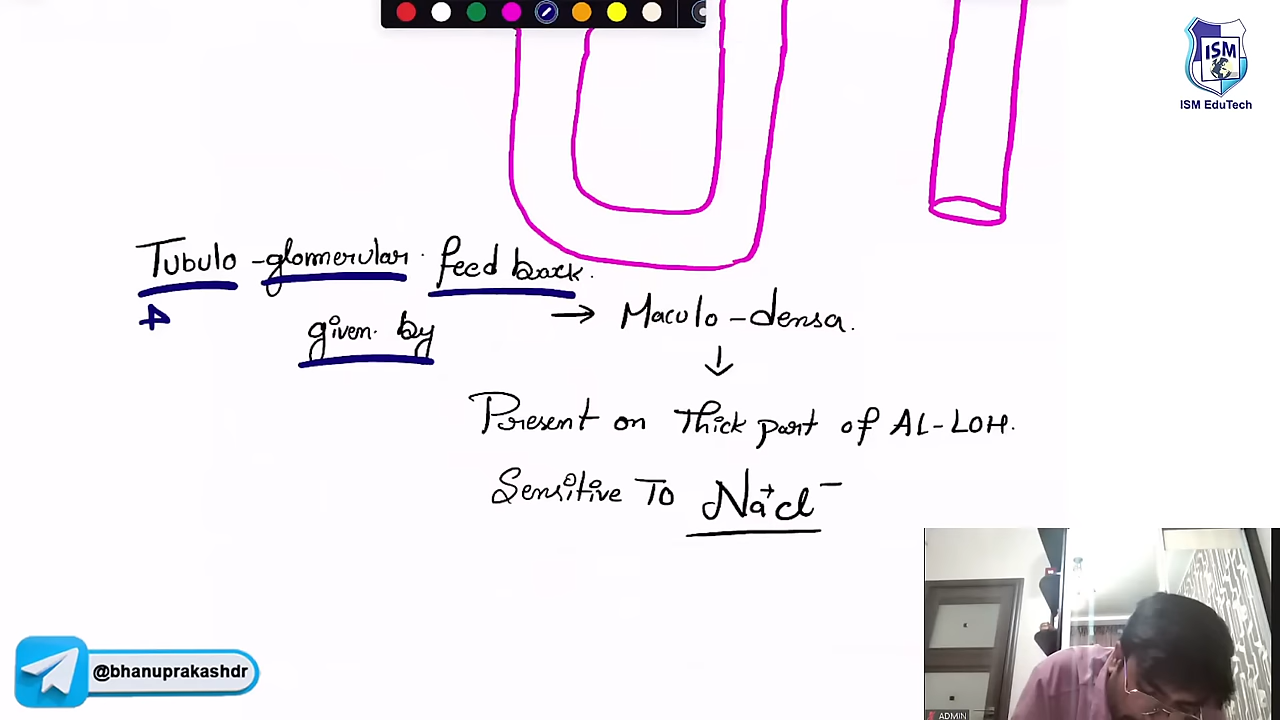 ISM
ISM EduTech
Tubulo-glomerular feed back.
given by → Maculo-densa.
↓
Present on Thick part of AL-LOH.
Sensitive To Na⁺Cl⁻
@bhanuprakashdr
ADMIN